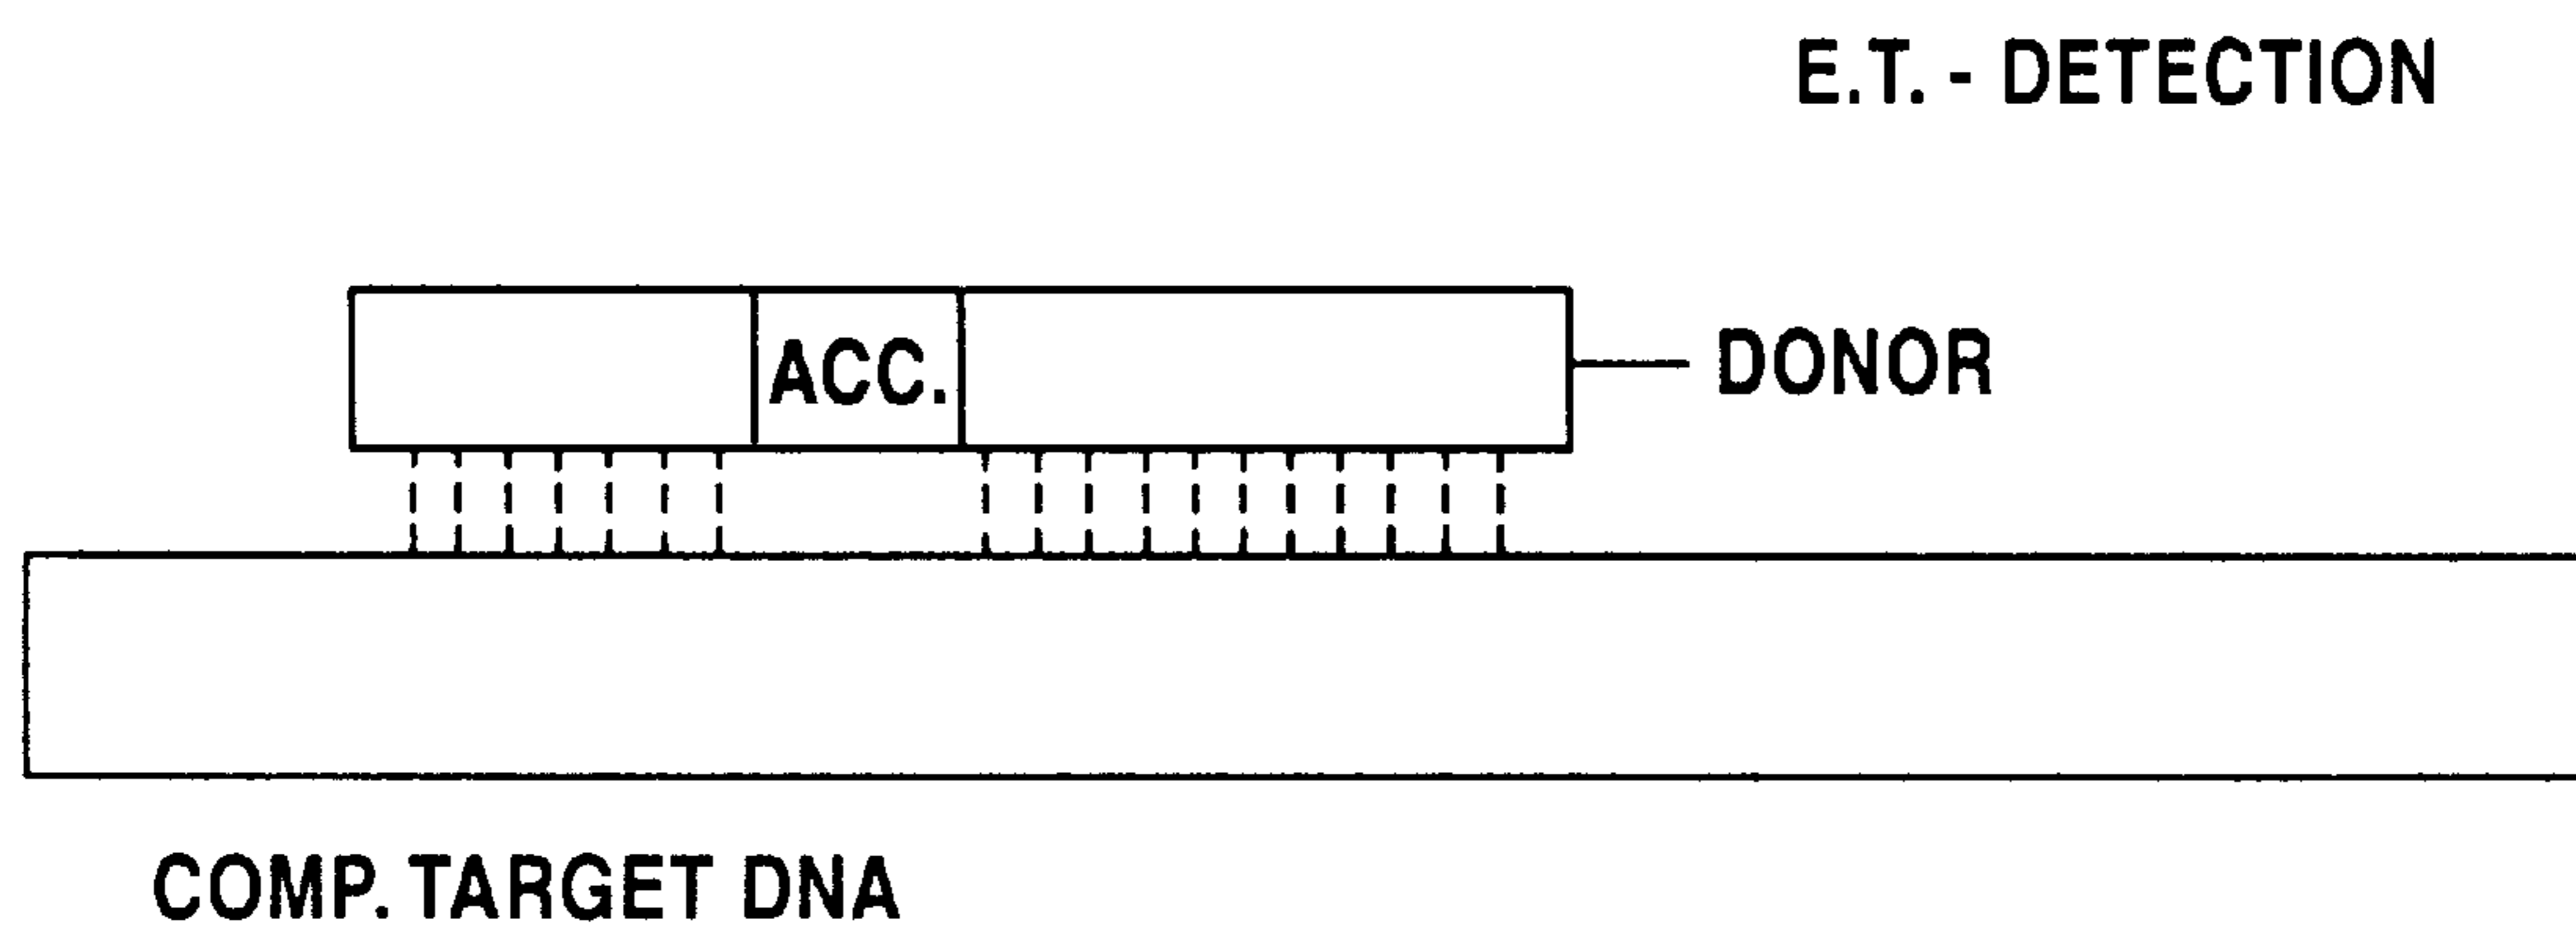 E.T. - DETECTION
ACC.
DONOR
COMP. TARGET DNA